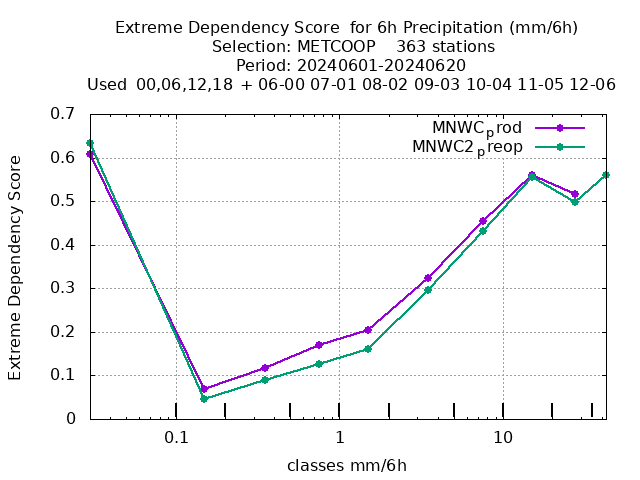 Extreme Dependency Score  for 6h Precipitation (mm/6h)
Selection: METCOOP    363 stations
Period: 20240601-20240620
Used  00,06,12,18 + 06-00 07-01 08-02 09-03 10-04 11-05 12-06
MNWCprod
MNWC2preop
0.7
0.6
0.5
0.4
0.3
0.2
0.1
0
Extreme Dependency Score
0.1 1 10
classes mm/6h